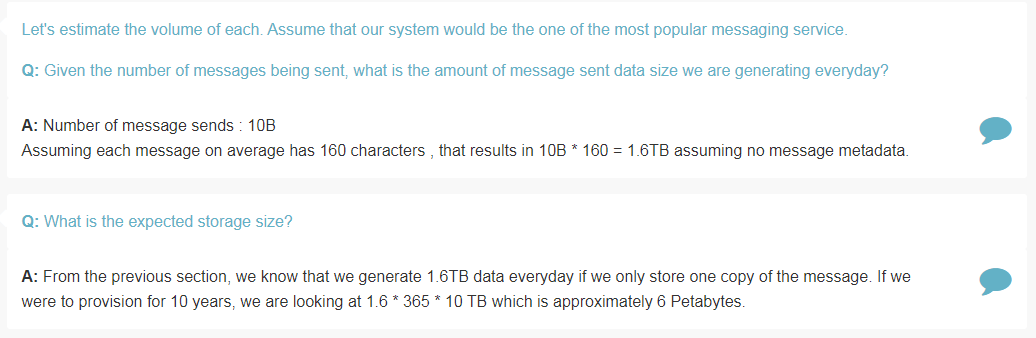 Let's estimate the volume of each. Assume that our system would be the one of the most popular messaging service.
Q: Given the number of messages being sent, what is the amount of message sent data size we are generating everyday?
A: Number of message sends : 10B
Assuming each message on average has 160 characters , that results in 10B * 160 = 1.6TB assuming no message metadata.
Q: What is the expected storage size?
A: From the previous section, we know that we generate 1.6TB data everyday if we only store one copy of the message. If we
were to provision for 10 years, we are looking at 1.6 * 365 * 10 TB which is approximately 6 Petabytes.